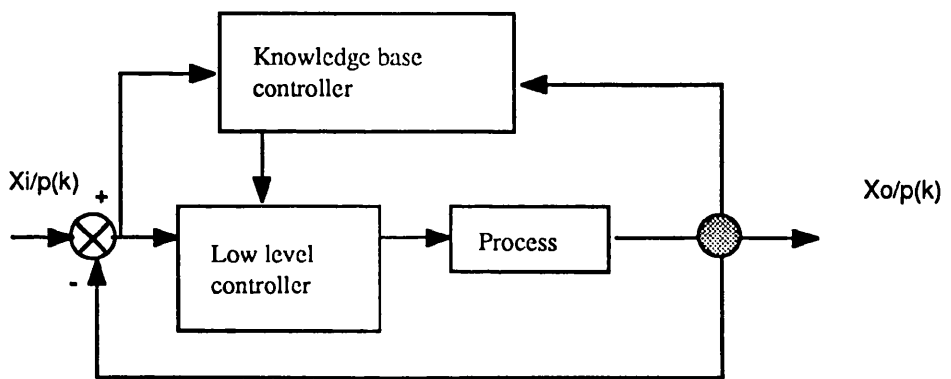 Knowledge base
controller
Xi/p(k)
+
Xo/p(k)
Low level
controller
Process
-